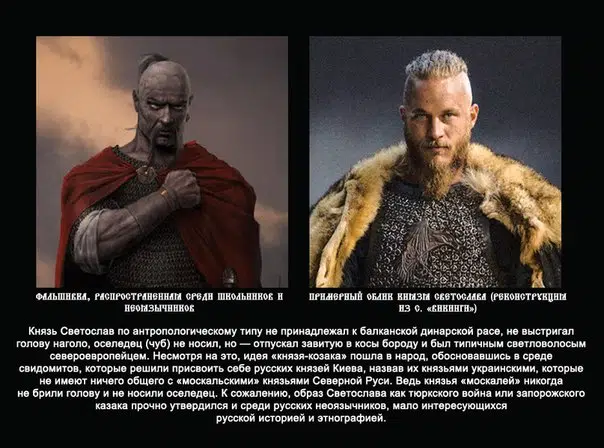 ФАЛЬШИВКА, РАСПРОСТРАНЕННАЯ СРЕДИ ШКОЛЬНИКОВ И
НЕОЯЗЫЧНИКОВ
ПРИМЕРНЫЙ ОБЛИК КНЯЗЯ СВЕТОСЛАВА (РЕКОНСТРУКЦИЯ
ИЗ С. «ВИКИНГИ»)
Князь Светослав по антропологическому типу не принадлежал к балканской динарской расе, не выстригал
голову наголо, оселедец (чуб) не носил, но — отпускал завитую в косы бороду и был типичным светловолосым
североевропейцем. Несмотря на это, идея «князя-козака» пошла в народ, обосновавшись в среде
свидомитов, которые решили присвоить себе русских князей Киева, назвав их князьями украинскими, которые
не имеют ничего общего с «москальскими» князьями Северной Руси. Ведь князья «москалей» никогда
не брили голову и не носили оселедец. К сожалению, образ Светослава как тюркского война или запорожского
казака прочно утвердился и среди русских неоязычников, мало интересующихся
русской историей и этнографией.